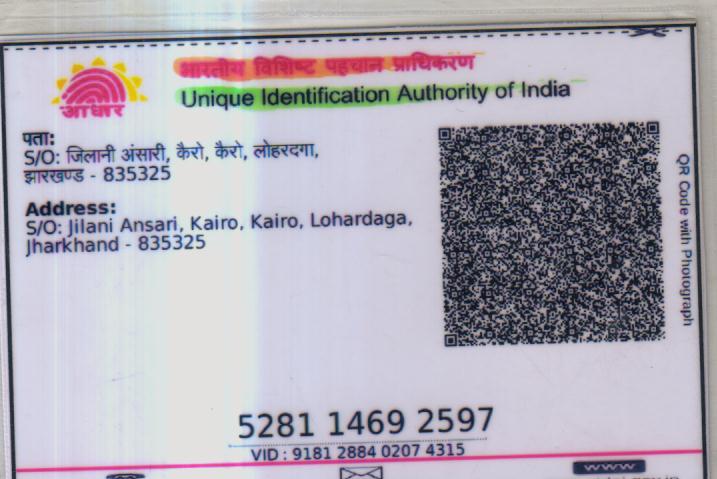 भारतीय विशिष्ट पहचान प्राधिकरण
Unique Identification Authority of India
आधार
पता:
S/O: जिलानी अंसारी, कैरो, कैरो, लोहरदगा,
झारखण्ड - 835325
Address:
S/O: Jilani Ansari, Kairo, Kairo, Lohardaga,
Jharkhand - 835325
QR Code with Photograph
5281 1469 2597
VID : 9181 2884 0207 4315
www